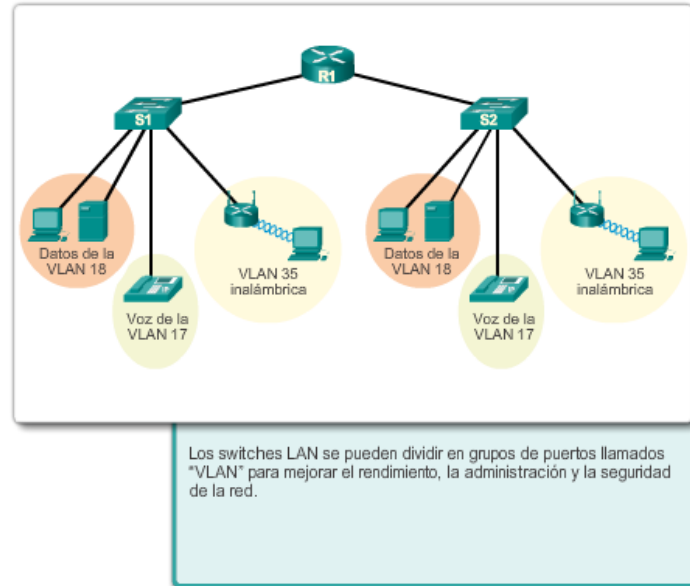 R1
S1
S2
Datos de la
VLAN 18
Voz de la
VLAN 17
VLAN 35
inalámbrica
Datos de la
VLAN 18
Voz de la
VLAN 17
VLAN 35
inalámbrica
Los switches LAN se pueden dividir en grupos de puertos llamados
"VLAN" para mejorar el rendimiento, la administración y la seguridad
de la red.